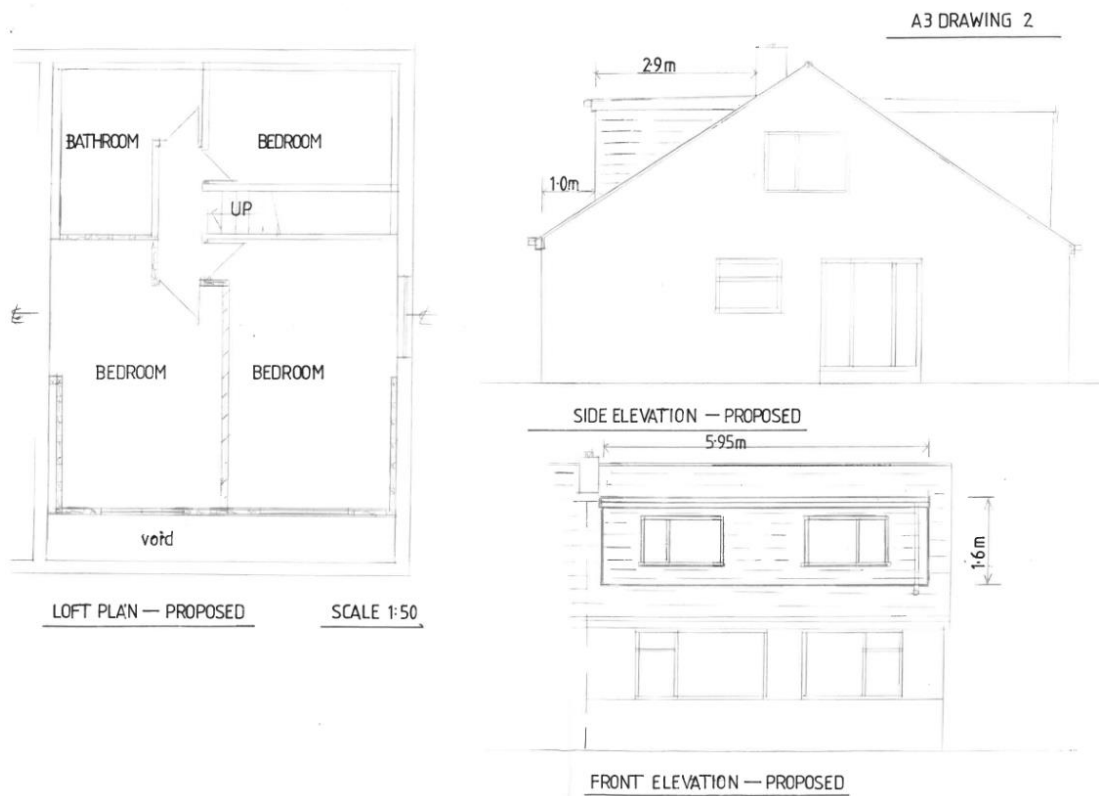 A3 DRAWING 2
BATHROOM
BEDROOM
UP
BEDROOM
BEDROOM
void
LOFT PLAN — PROPOSED
SCALE 1:50
2·9m
1·0m
SIDE ELEVATION — PROPOSED
5·95m
1·6m
FRONT ELEVATION — PROPOSED